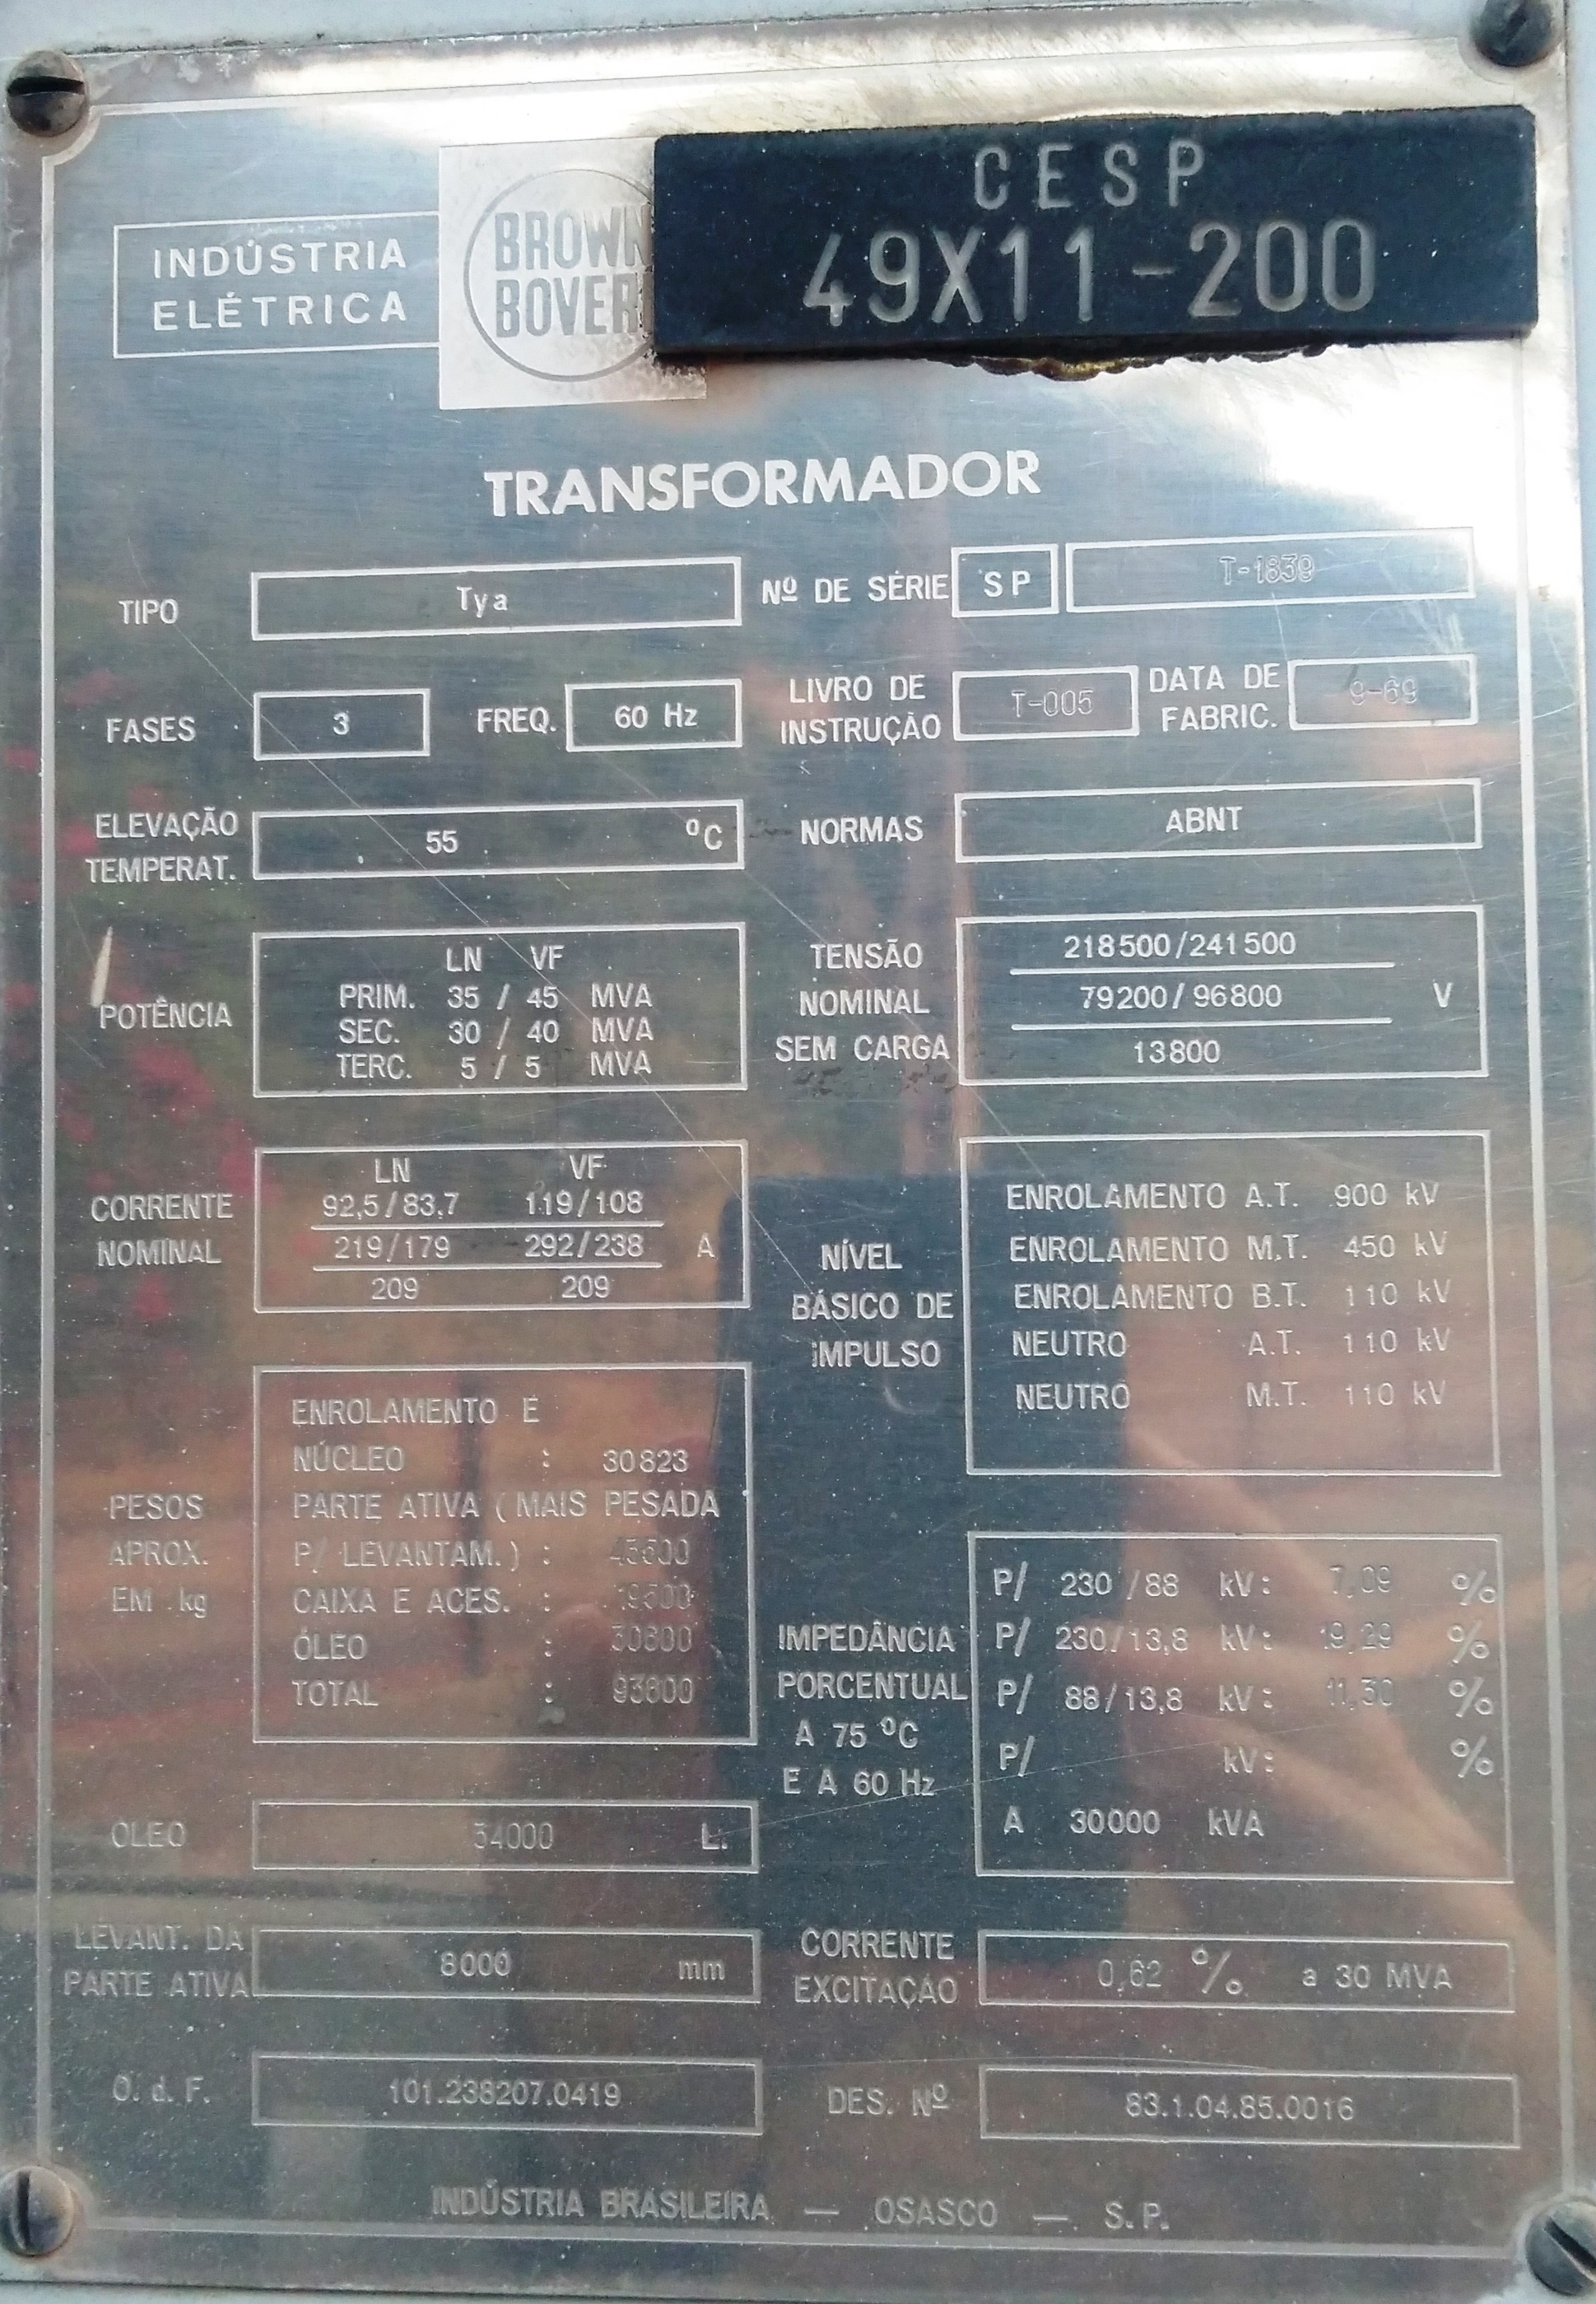 CESP
49X11-200
INDÚSTRIA
ELÉTRICA
BROWN
BOVER
TRANSFORMADOR
TIPO Tya Nº DE SÉRIE SP T-1839
FASES 3 FREQ. 60 Hz LIVRO DE INSTRUÇÃO T-005 DATA DE FABRIC. 9-69
ELEVAÇÃO TEMPERAT. 55 ºC NORMAS ABNT
POTÊNCIA
LN VF
PRIM. 35 / 45 MVA
SEC. 30 / 40 MVA
TERC. 5 / 5 MVA
TENSÃO
NOMINAL
SEM CARGA
218500/241500
79200/96800 V
13800
CORRENTE
NOMINAL
LN VF
92,5/83,7 119/108
219/179 292/238 A
209 209
NÍVEL
BÁSICO DE
IMPULSO
ENROLAMENTO A.T. 900 kV
ENROLAMENTO M.T. 450 kV
ENROLAMENTO B.T. 110 kV
NEUTRO A.T. 110 kV
NEUTRO M.T. 110 kV
PESOS
APROX.
EM kg
ENROLAMENTO E
NÚCLEO : 30823
PARTE ATIVA (MAIS PESADA
P/ LEVANTAM.) :
CAIXA E ACES. :
ÓLEO :
TOTAL :
IMPEDÂNCIA
PORCENTUAL
A 75 ºC
E A 60 Hz
P/ 230/88 kV: 7,09 %
P/ 230/13,8 kV: 19,29 %
P/ 88/13,8 kV: 11,30 %
P/ kV: %
A 30000 kVA
ÓLEO 34000 L.
LEVANT. DA
PARTE ATIVA 8000 mm
CORRENTE
EXCITAÇÃO 0,62 % a 30 MVA
O. d. F. 101.238207.0419 DES. Nº 83.1.04.85.0016
INDÚSTRIA BRASILEIRA — OSASCO — S.P.